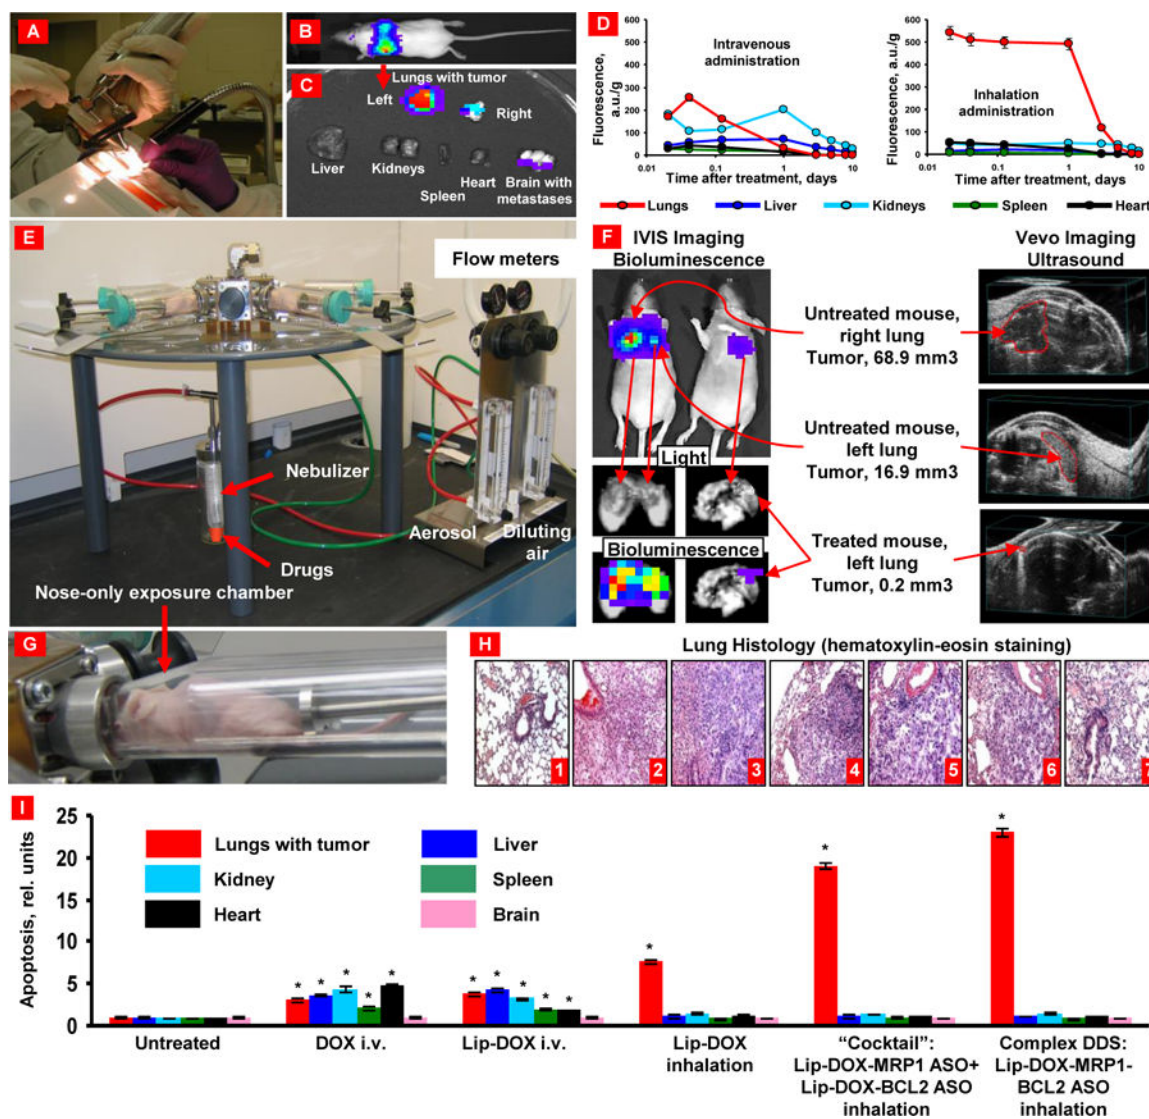 A
B
Lungs with tumor
C
Left
Right
Liver
Kidneys
Spleen
Heart
Brain with
metastases
D
Fluorescence,
a.u./g
600
500
400
300
200
100
0
Intravenous
administration
0.01
0.1
1
10
Time after treatment, days
Fluorescence, a.u./g
600
500
400
300
200
100
0
Inhalation
administration
0.01
0.1
1
10
Time after treatment, days
Lungs
Liver
Kidneys
Spleen
Heart
E
Flow meters
Nebulizer
Drugs
Aerosol
Diluting
air
Nose-only exposure chamber
F
IVIS Imaging
Bioluminescence
Vevo Imaging
Ultrasound
Untreated mouse,
right lung
Tumor, 68.9 mm3
Untreated mouse,
left lung
Tumor, 16.9 mm3
Light
Bioluminescence
Treated mouse,
left lung
Tumor, 0.2 mm3
G
H
Lung Histology (hematoxylin-eosin staining)
1
2
3
4
5
6
7
I
Apoptosis, rel. units
25
20
15
10
5
0
Lungs with tumor
Liver
Kidney
Spleen
Heart
Brain
* * * * *
* * * * *
*
*
*
Untreated
DOX i.v.
Lip-DOX i.v.
Lip-DOX
inhalation
“Cocktail”:
Lip-DOX-MRP1 ASO+
Lip-DOX-BCL2 ASO
inhalation
Complex DDS:
Lip-DOX-MRP1-
BCL2 ASO
inhalation